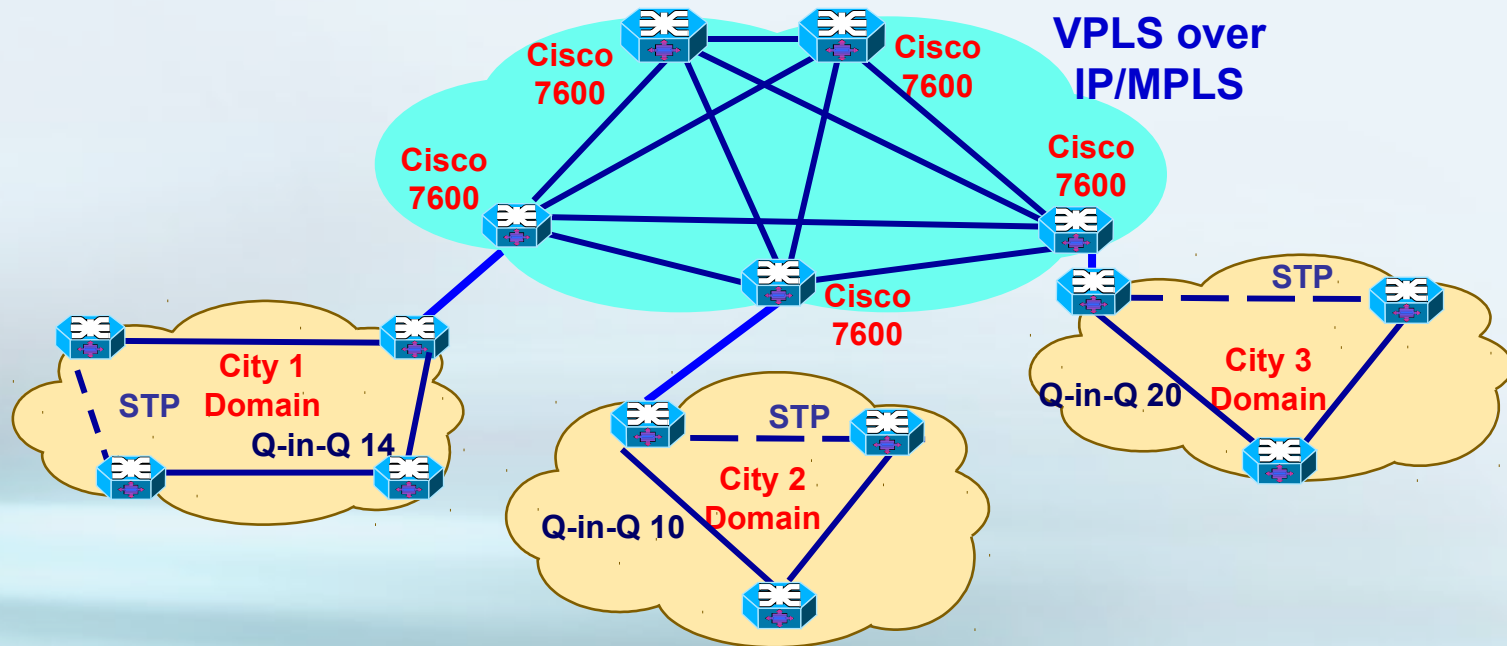 VPLS over
IP/MPLS
Cisco
7600
Cisco
7600
Cisco
7600
Cisco
7600
Cisco
7600
City 1
Domain
STP
Q-in-Q 14
STP
City 2
Domain
Q-in-Q 10
STP
City 3
Domain
Q-in-Q 20